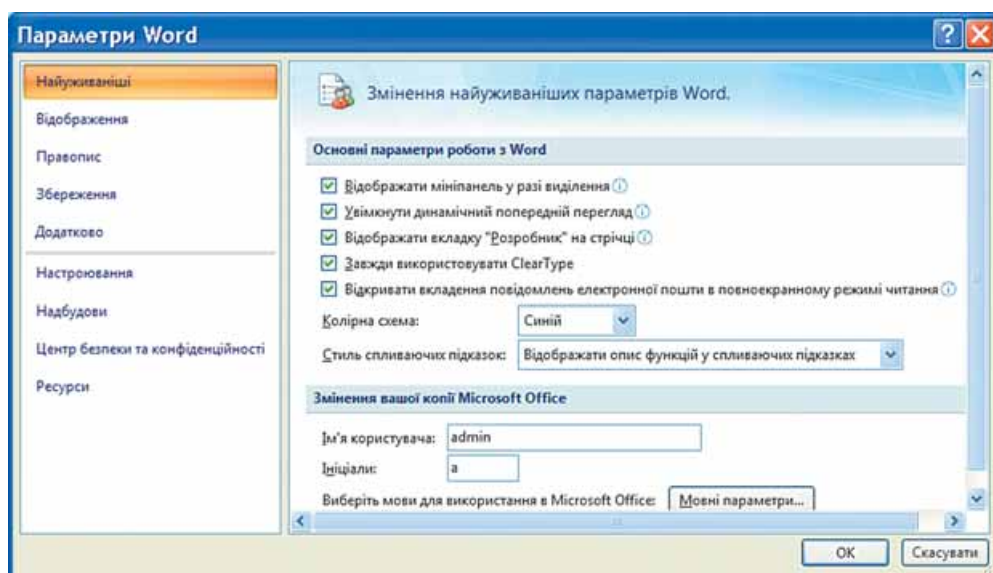 Параметри Word
Найуживаніші
Відображення
Правопис
Збереження
Додатково
Настроювання
Надбудови
Центр безпеки та конфіденційності
Ресурси
Змінення найуживаніших параметрів Word.
Основні параметри роботи з Word
Відображати мініпанель у разі виділення
Увімкнути динамічний попередній перегляд
Відображати вкладку "Розробник" на стрічці
Завжди використовувати ClearType
Відкривати вкладення повідомлень електронної пошти в повноекранному режимі читання
Колірна схема: Синій
Стиль спливаючих підказок: Відображати опис функцій у спливаючих підказках
Змінення вашої копії Microsoft Office
Ім'я користувача: admin
Ініціали: a
Виберіть мови для використання в Microsoft Office: Мовні параметри...
ОК Скасувати